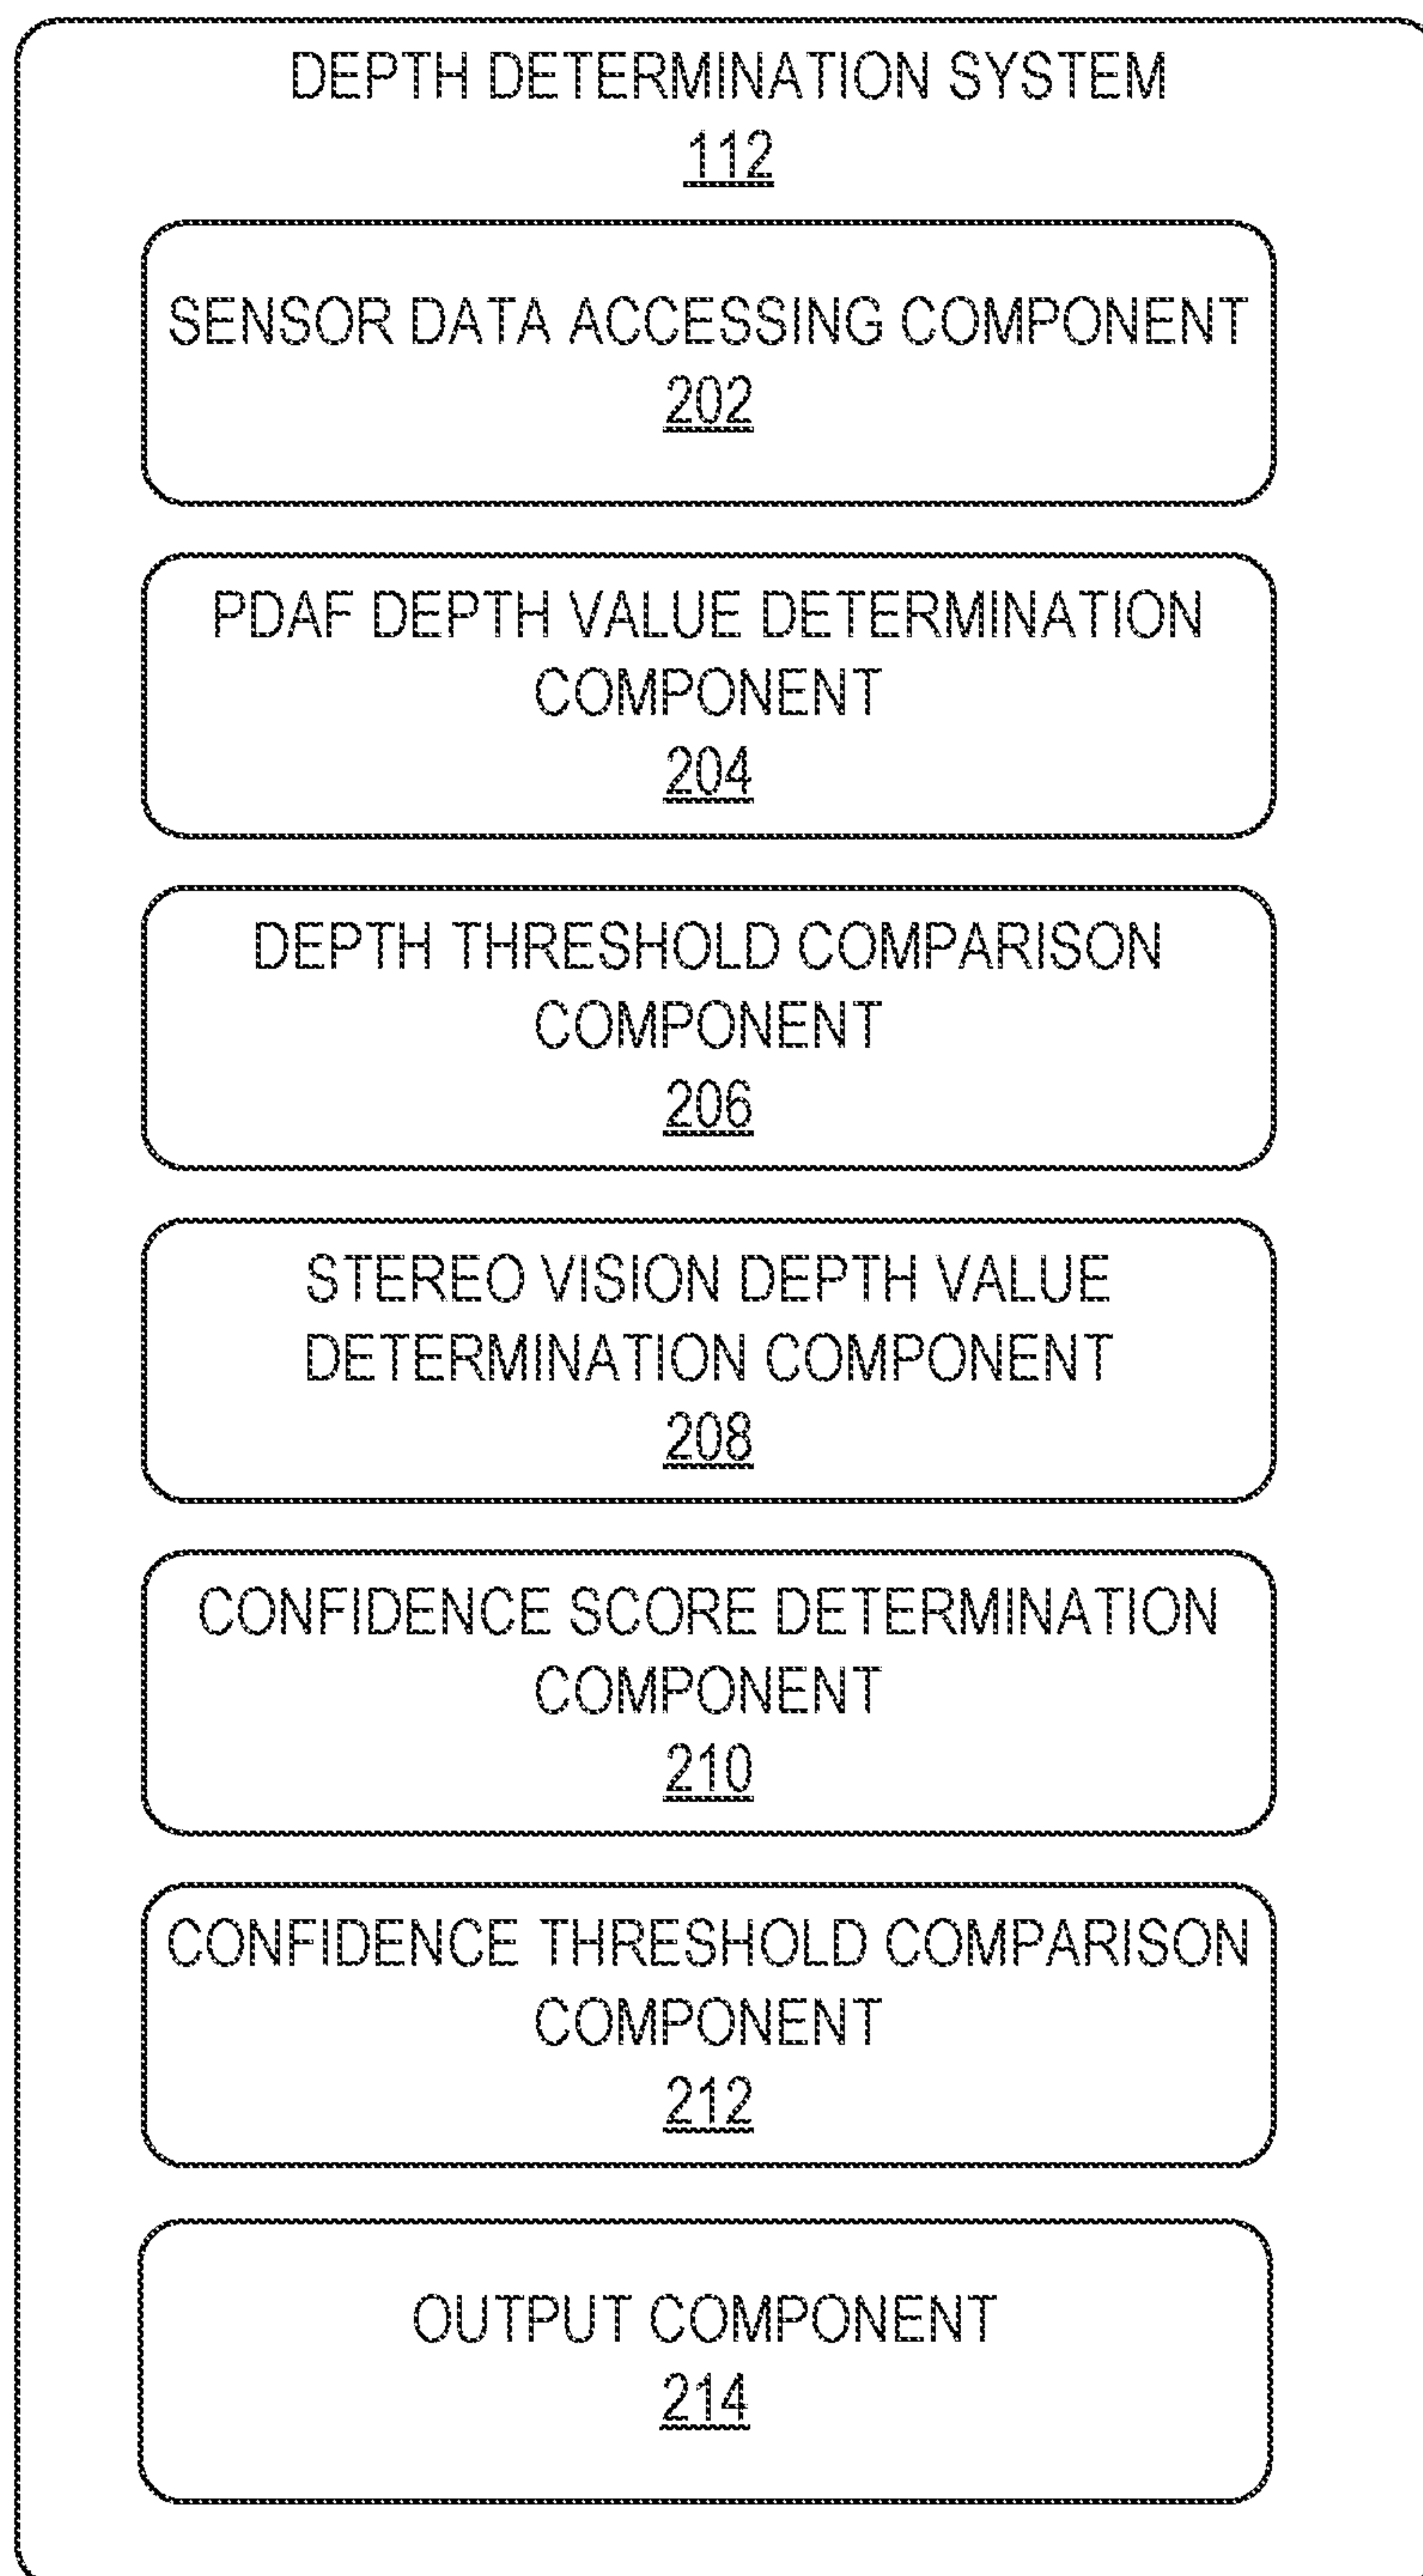 DEPTH DETERMINATION SYSTEM
112
SENSOR DATA ACCESSING COMPONENT
202
PDAF DEPTH VALUE DETERMINATION
COMPONENT
204
DEPTH THRESHOLD COMPARISON
COMPONENT
206
STEREO VISION DEPTH VALUE
DETERMINATION COMPONENT
208
CONFIDENCE SCORE DETERMINATION
COMPONENT
210
CONFIDENCE THRESHOLD COMPARISON
COMPONENT
212
OUTPUT COMPONENT
214